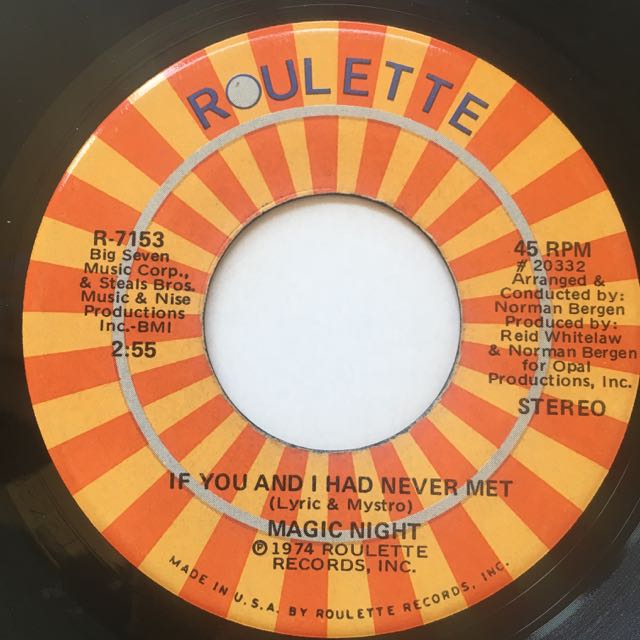 ROULETTE
R-7153
Big Seven
Music Corp.,
& Steals Bros.
Music & Nise
Productions
Inc.-BMI
2:55
45 RPM
# 20332
Arranged &
Conducted by:
Norman Bergen
Produced by:
Reid Whitelaw
& Norman Bergen
for Opal
Productions, Inc.
STEREO
IF YOU AND I HAD NEVER MET
(Lyric & Mystro)
MAGIC NIGHT
℗ 1974 ROULETTE
RECORDS, INC.
MADE IN U.S.A. BY ROULETTE RECORDS, INC.